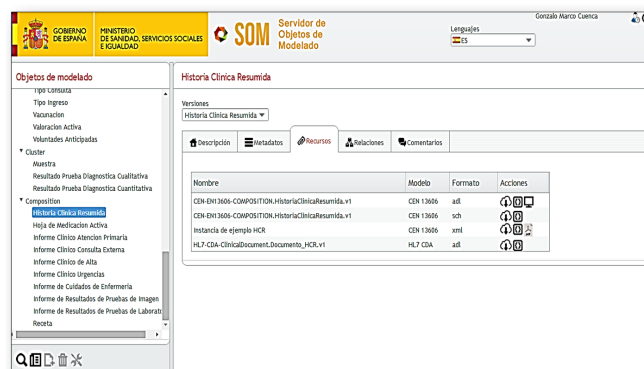 Gonzalo Marco Cuenca
GOBIERNO
DE ESPAÑA
MINISTERIO
DE SANIDAD, SERVICIOS SOCIALES
E IGUALDAD
SOM
Servidor de
Objetos de
Modelado
Lenguajes
ES
Objetos de modelado
Tipo Consulta
Tipo Ingreso
Vacunacion
Valoracion Activa
Voluntades Anticipadas
Cluster
Muestra
Resultado Prueba Diagnostica Cualitativa
Resultado Prueba Diagnostica Cuantitativa
Composition
Historia Clinica Resumida
Hoja de Medicacion Activa
Informe Clinico Atencion Primaria
Informe Clinico Consulta Externa
Informe Clinico de Alta
Informe Clinico Urgencias
Informe de Cuidados de Enfermeria
Informe de Resultados de Pruebas de Imagen
Informe de Resultados de Pruebas de Laborato
Receta
Historia Clinica Resumida
Versiones
Historia Clinica Resumida
Descripción Metadatos Recursos Relaciones Comentarios
Nombre Modelo Formato Acciones
CEN-EN13606-COMPOSITION.HistoriaClinicaResumida.v1 CEN 13606 adl
CEN-EN13606-COMPOSITION.HistoriaClinicaResumida.v1 CEN 13606 sch
Instancia de ejemplo HCR CEN 13606 xml
HL7-CDA-ClinicalDocument.Documento_HCR.v1 HL7 CDA adl